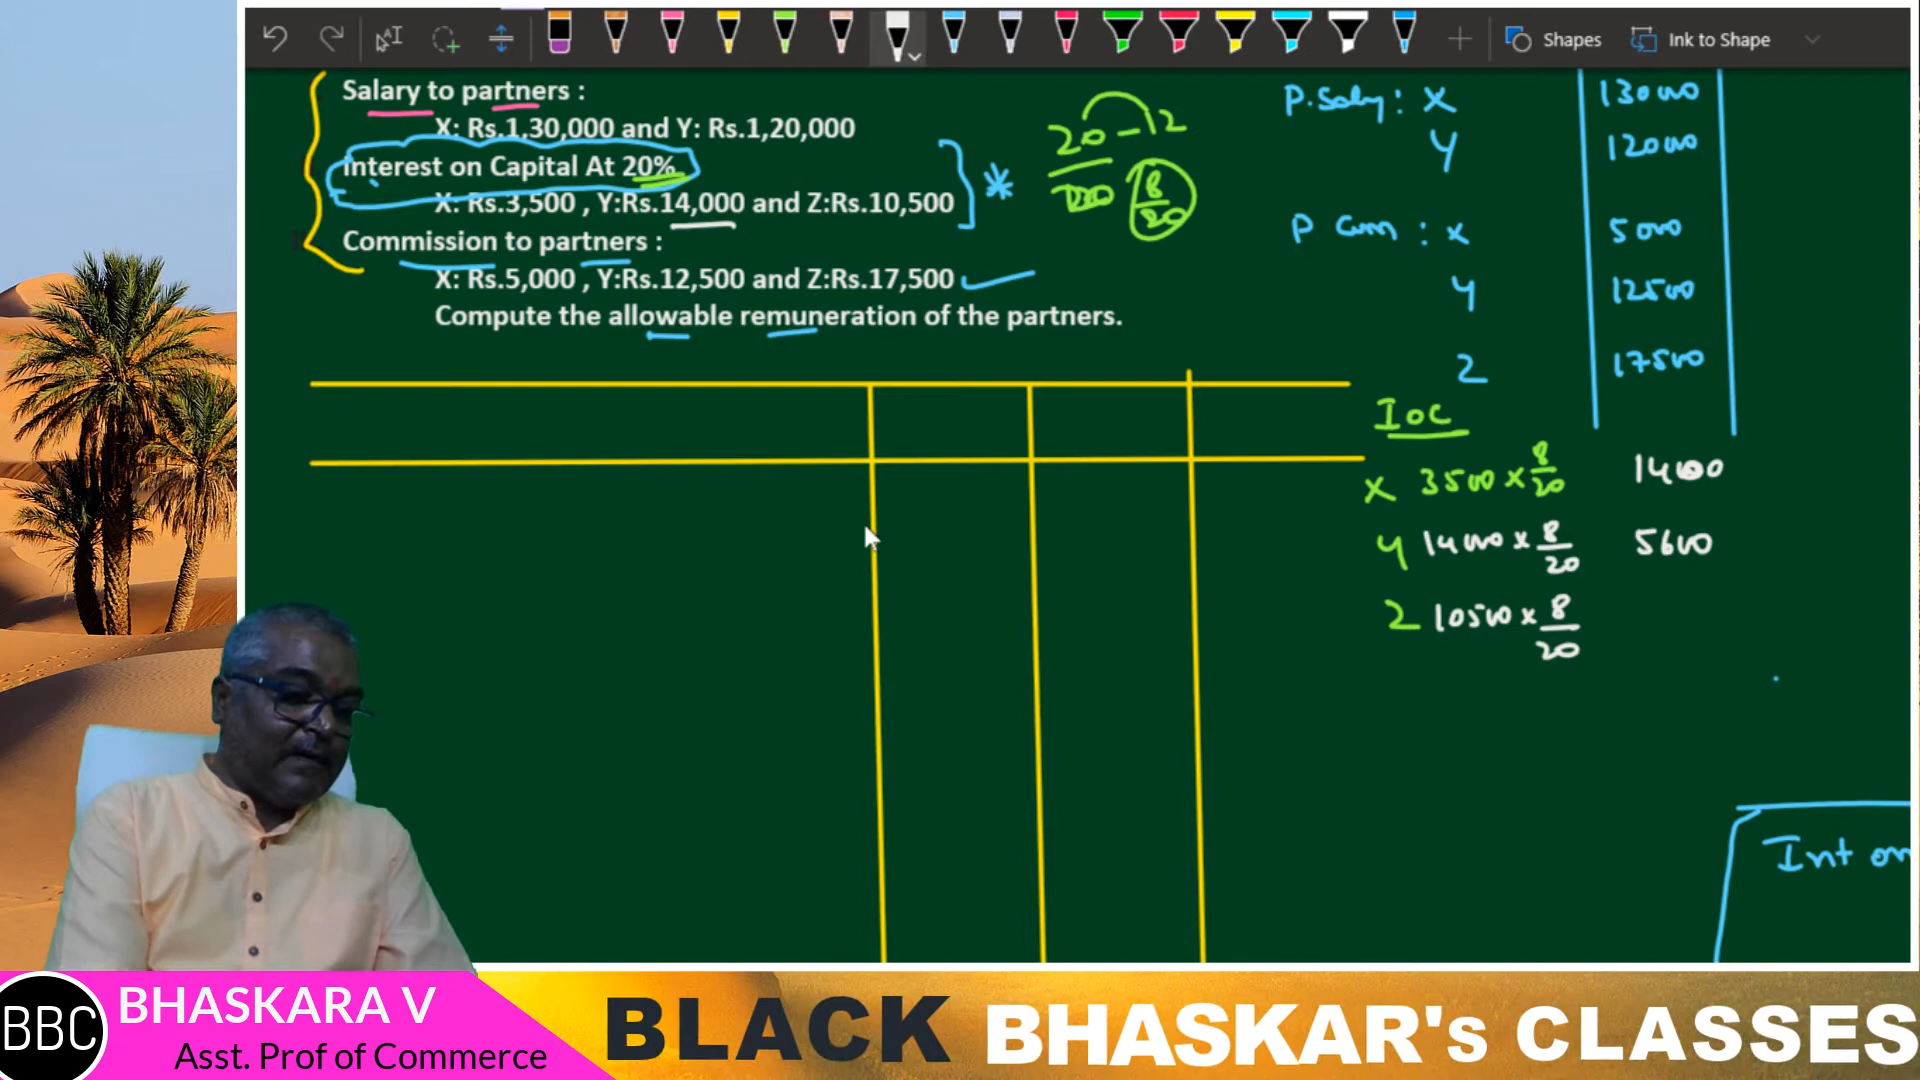 Shapes
Ink to Shape
Salary to partners :
X: Rs.1,30,000 and Y: Rs.1,20,000
Interest on Capital At 20%
X: Rs.3,500 , Y:Rs.14,000 and Z:Rs.10,500
Commission to partners :
X: Rs.5,000 , Y:Rs.12,500 and Z:Rs.17,500
Compute the allowable remuneration of the partners.
20 - 12
8
20
P. Saly : X 130000
Y 120000
P Com : X 5000
Y 12500
Z 17500
IOC
X 3500 × 8/20 1400
Y 14000 × 8/20 5600
Z 10500 × 8/20
Int on
BBC
BHASKARA V
Asst. Prof of Commerce
BLACK BHASKAR's CLASSES